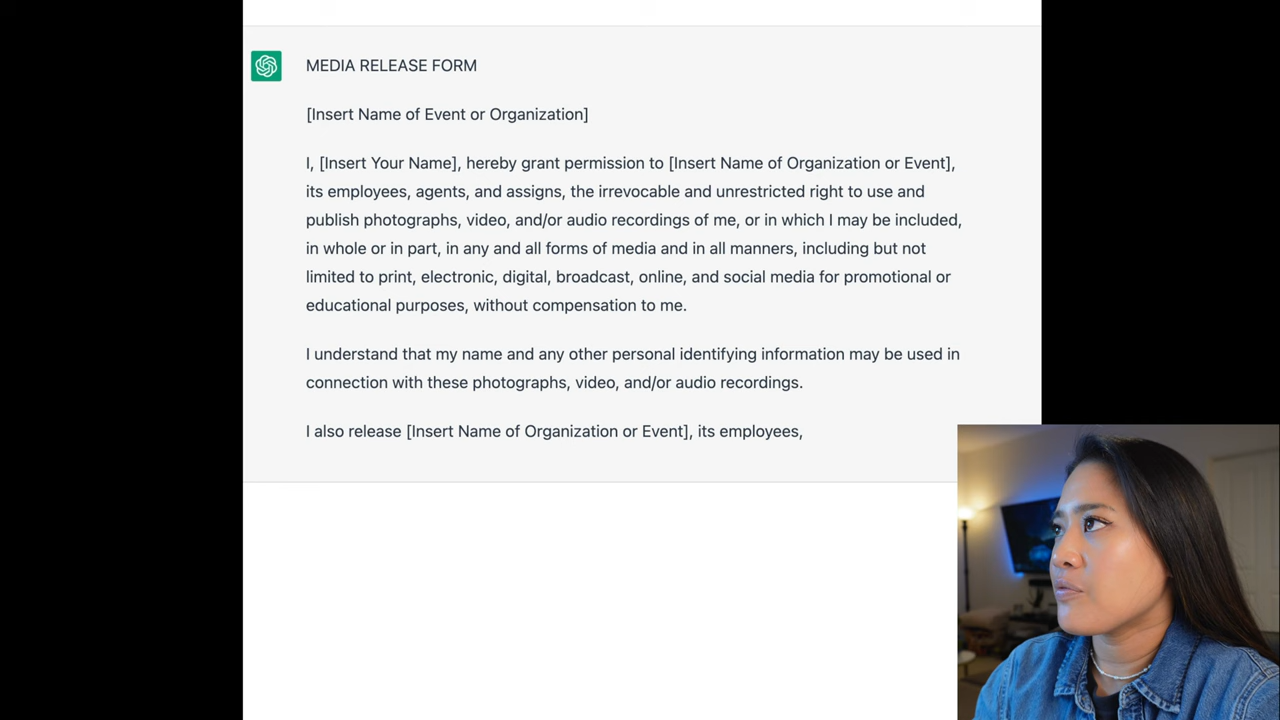 MEDIA RELEASE FORM
[Insert Name of Event or Organization]
I, [Insert Your Name], hereby grant permission to [Insert Name of Organization or Event],
its employees, agents, and assigns, the irrevocable and unrestricted right to use and
publish photographs, video, and/or audio recordings of me, or in which I may be included,
in whole or in part, in any and all forms of media and in all manners, including but not
limited to print, electronic, digital, broadcast, online, and social media for promotional or
educational purposes, without compensation to me.
I understand that my name and any other personal identifying information may be used in
connection with these photographs, video, and/or audio recordings.
I also release [Insert Name of Organization or Event], its employees,